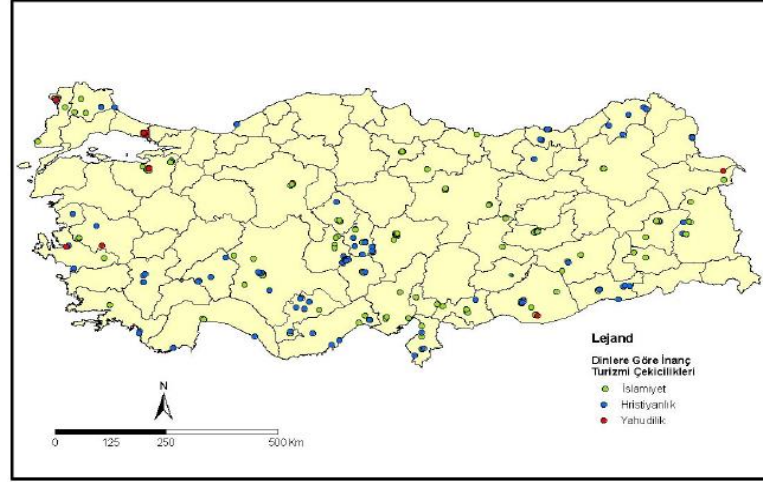 Lejand
Dinlere Göre İnanç
Turizmi Çekicilikleri
İslamiyet
Hristiyanlık
Yahudilik
N
0 125 250 500 Km